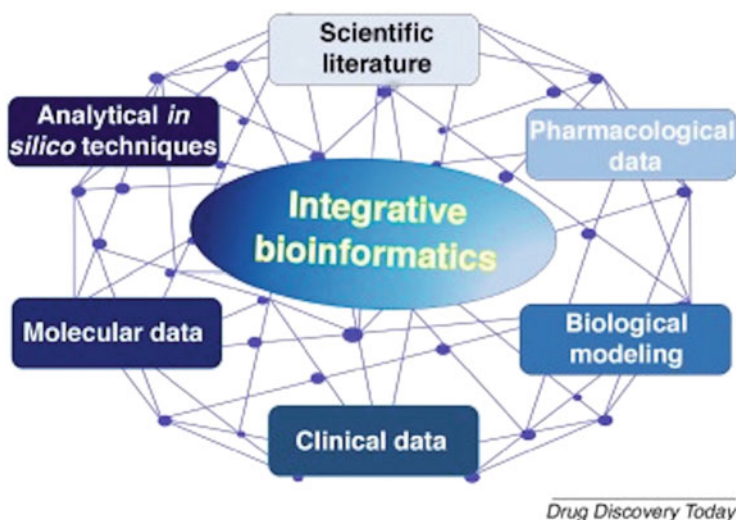 Scientific
literature
Analytical in
silico techniques
Pharmacological
data
Integrative
bioinformatics
Molecular data
Biological
modeling
Clinical data
Drug Discovery Today